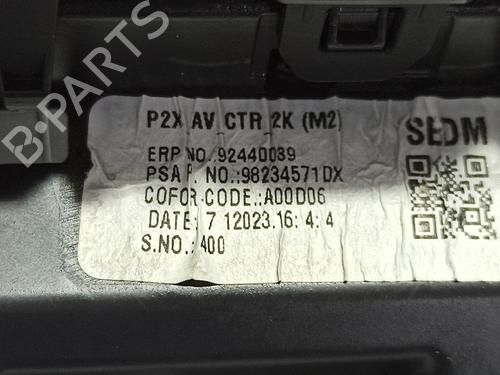 P2X AV CTR 2K (M2)
SEDM
ERP NO.:92440039
PSA P. NO.:98234571DX
COFOR CODE.:A00D06
DATE: 7 12023.16: 4: 4
S.NO.: 400
B-PARTS